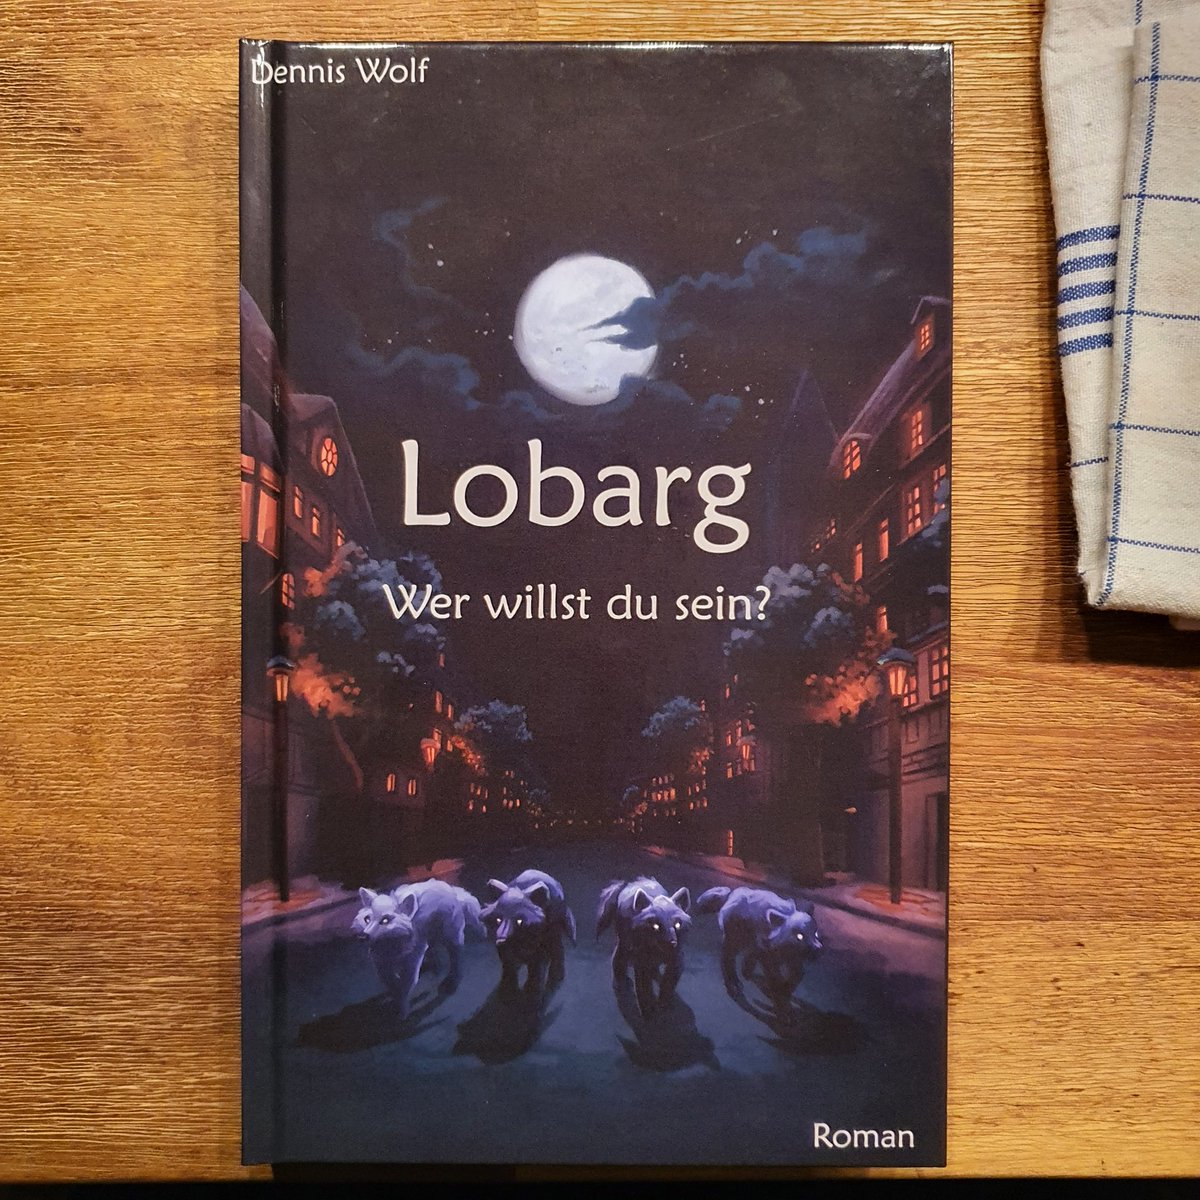 Dennis Wolf
Lobarg
Wer willst du sein?
Roman